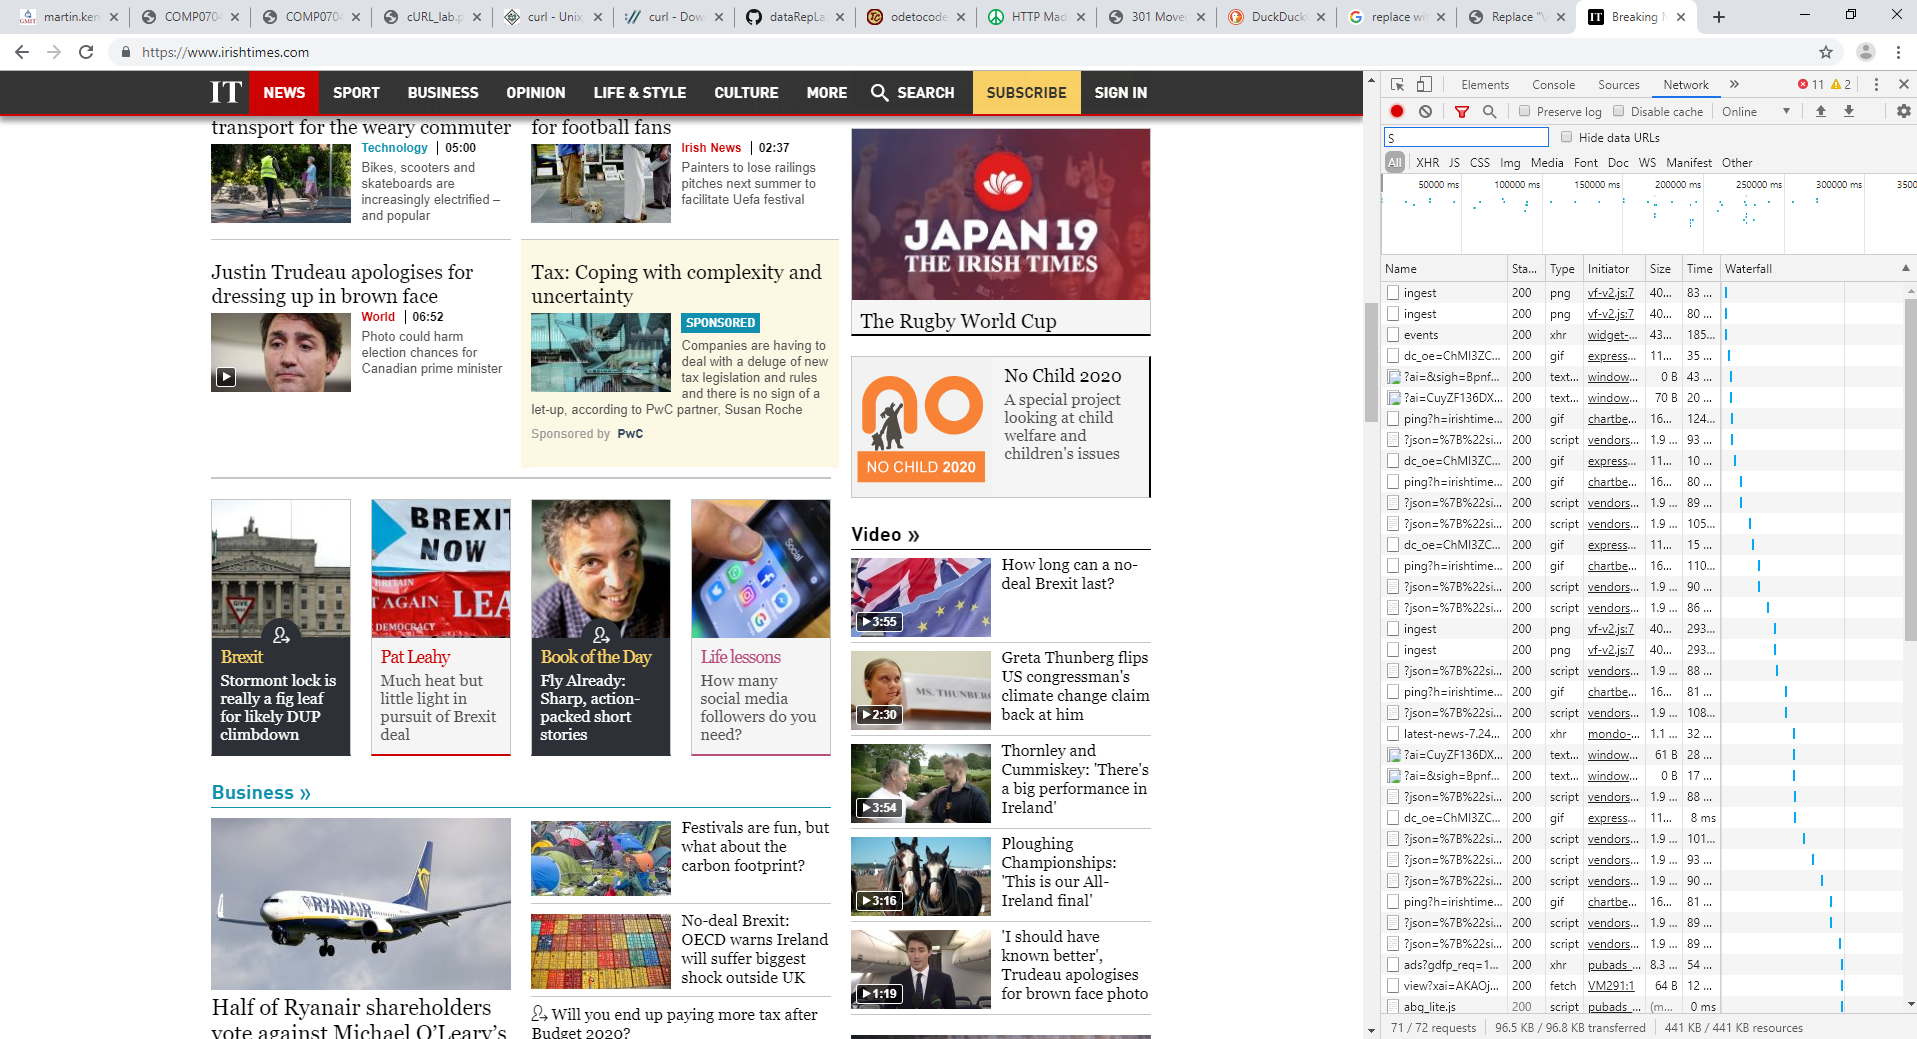 martin.ken
COMP0704
COMP0704
cURL_lab.p
curl - Unix,
curl - Dow
dataRepLa
odetocode
HTTP Mad
301 Move
DuckDuck
replace wi
Replace "\
Breaking N
https://www.irishtimes.com
IT NEWS SPORT BUSINESS OPINION LIFE & STYLE CULTURE MORE SEARCH SUBSCRIBE SIGN IN
transport for the weary commuter
Technology | 05:00
Bikes, scooters and
skateboards are
increasingly electrified –
and popular
for football fans
Irish News | 02:37
Painters to lose railings
pitches next summer to
facilitate Uefa festival
Justin Trudeau apologises for
dressing up in brown face
World | 06:52
Photo could harm
election chances for
Canadian prime minister
Tax: Coping with complexity and
uncertainty
SPONSORED
Companies are having to
deal with a deluge of new
tax legislation and rules
and there is no sign of a
let-up, according to PwC partner, Susan Roche
Sponsored by PwC
JAPAN 19
THE IRISH TIMES
The Rugby World Cup
no
NO CHILD 2020
No Child 2020
A special project
looking at child
welfare and
children's issues
GIVE WAY
Brexit
Stormont lock is
really a fig leaf
for likely DUP
climbdown
BREXIT
NOW
BRITAIN
T AGAIN LEA
DEMOCRACY
Pat Leahy
Much heat but
little light in
pursuit of Brexit
deal
Book of the Day
Fly Already:
Sharp, action-
packed short
stories
Social
Life lessons
How many
social media
followers do you
need?
Video »
3:55
How long can a no-
deal Brexit last?
MS. THUNBERG
2:30
Greta Thunberg flips
US congressman's
climate change claim
back at him
3:54
Thornley and
Cummiskey: 'There's
a big performance in
Ireland'
3:16
Ploughing
Championships:
'This is our All-
Ireland final'
1:19
'I should have
known better',
Trudeau apologises
for brown face photo
Business »
RYANAIR
Half of Ryanair shareholders
vote against Michael O'Leary's
Festivals are fun, but
what about the
carbon footprint?
No-deal Brexit:
OECD warns Ireland
will suffer biggest
shock outside UK
Will you end up paying more tax after
Budget 2020?
Elements Console Sources Network » 11 2
Preserve log Disable cache Online
S Hide data URLs
All XHR JS CSS Img Media Font Doc WS Manifest Other
50000 ms 100000 ms 150000 ms 200000 ms 250000 ms 300000 ms 3500
Name Sta... Type Initiator Size Time Waterfall
ingest 200 png vf-v2.js:7 40... 83 ...
ingest 200 png vf-v2.js:7 40... 80 ...
events 200 xhr widget-... 43... 185...
dc_oe=ChMI3ZC... 200 gif express... 11... 35 ...
?ai=&sigh=Bpnf... 200 text... window... 0 B 43 ...
?ai=CuyZF136DX... 200 text... window... 70 B 20 ...
ping?h=irishtime... 200 gif chartbe... 16... 124...
?json=%7B%22si... 200 script vendors... 1.9 ... 93 ...
dc_oe=ChMI3ZC... 200 gif express... 11... 10 ...
ping?h=irishtime... 200 gif chartbe... 16... 80 ...
?json=%7B%22si... 200 script vendors... 1.9 ... 89 ...
?json=%7B%22si... 200 script vendors... 1.9 ... 105...
dc_oe=ChMI3ZC... 200 gif express... 11... 15 ...
ping?h=irishtime... 200 gif chartbe... 16... 110...
?json=%7B%22si... 200 script vendors... 1.9 ... 90 ...
?json=%7B%22si... 200 script vendors... 1.9 ... 86 ...
ingest 200 png vf-v2.js:7 40... 293...
ingest 200 png vf-v2.js:7 40... 293...
?json=%7B%22si... 200 script vendors... 1.9 ... 88 ...
ping?h=irishtime... 200 gif chartbe... 16... 81 ...
?json=%7B%22si... 200 script vendors... 1.9 ... 108...
latest-news-7.24... 200 xhr mondo-... 1.1 ... 32 ...
?ai=CuyZF136DX... 200 text... window... 61 B 28 ...
?ai=&sigh=Bpnf... 200 text... window... 0 B 17 ...
?json=%7B%22si... 200 script vendors... 1.9 ... 88 ...
dc_oe=ChMI3ZC... 200 gif express... 11... 8 ms
?json=%7B%22si... 200 script vendors... 1.9 ... 101...
?json=%7B%22si... 200 script vendors... 1.9 ... 93 ...
?json=%7B%22si... 200 script vendors... 1.9 ... 90 ...
ping?h=irishtime... 200 gif chartbe... 16... 81 ...
?json=%7B%22si... 200 script vendors... 1.9 ... 89 ...
?json=%7B%22si... 200 script vendors... 1.9 ... 89 ...
ads?gdfp_req=1... 200 xhr pubads_... 8.3 ... 54 ...
view?xai=AKAOj... 200 fetch VM291:1 64 B 12 ...
abg_lite.js 200 script pubads_... (m... 0 ms
71 / 72 requests | 96.5 KB / 96.8 KB transferred | 441 KB / 441 KB resources